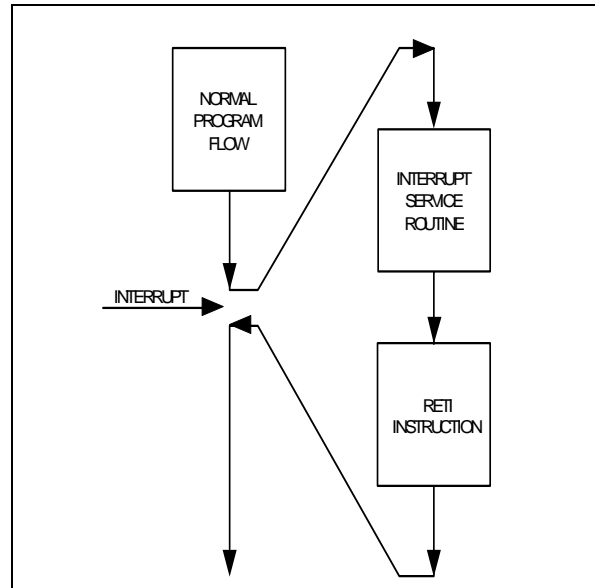 NORMAL
PROGRAM
FLOW
INTERRUPT
SERVICE
ROUTINE
INTERRUPT
RETI
INSTRUCTION